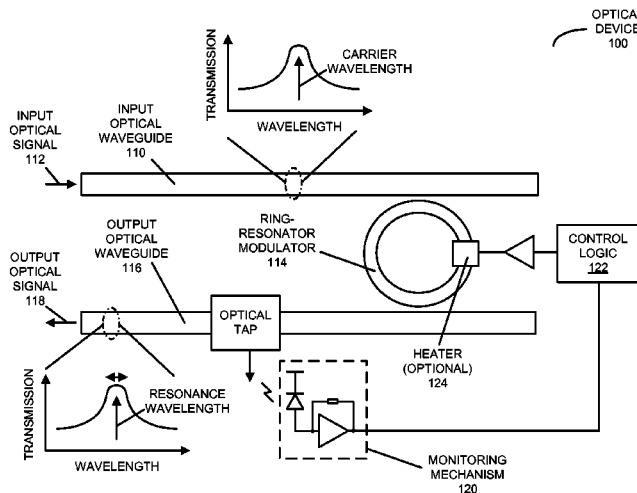 OPTICAL
DEVICE
100
TRANSMISSION
CARRIER
WAVELENGTH
WAVELENGTH
INPUT
OPTICAL
SIGNAL
112
INPUT
OPTICAL
WAVEGUIDE
110
OUTPUT
OPTICAL
SIGNAL
118
OUTPUT
OPTICAL
WAVEGUIDE
116
RING-
RESONATOR
MODULATOR
114
CONTROL
LOGIC
122
OPTICAL
TAP
HEATER
(OPTIONAL)
124
TRANSMISSION
RESONANCE
WAVELENGTH
WAVELENGTH
MONITORING
MECHANISM
120